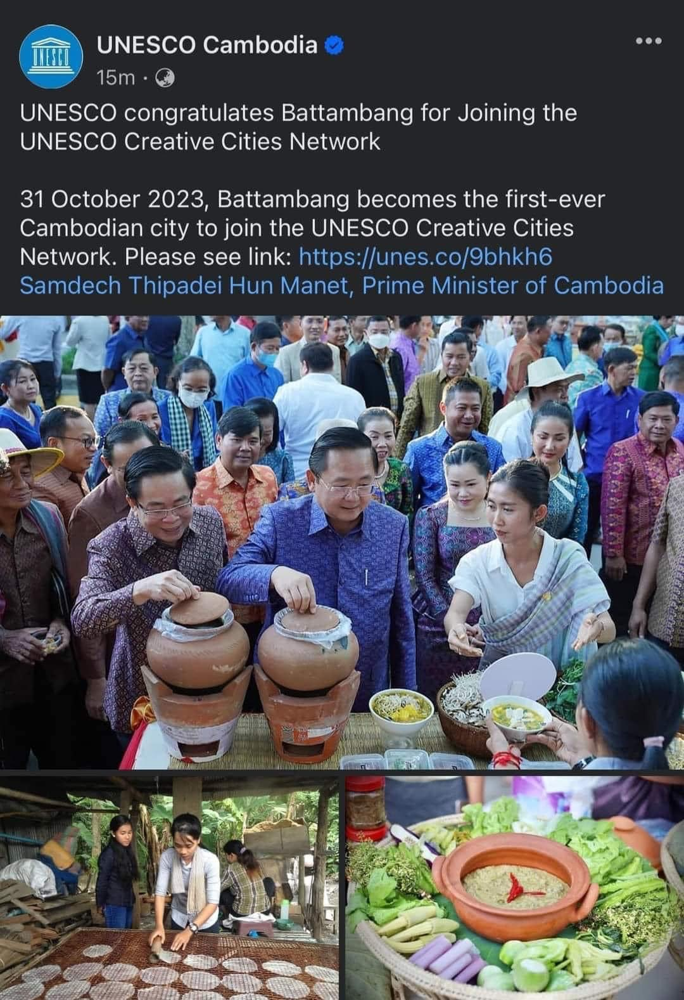 UNESCO
UNESCO Cambodia
15m ·
UNESCO congratulates Battambang for Joining the
UNESCO Creative Cities Network
31 October 2023, Battambang becomes the first-ever
Cambodian city to join the UNESCO Creative Cities
Network. Please see link: https://unes.co/9bhkh6
Samdech Thipadei Hun Manet, Prime Minister of Cambodia